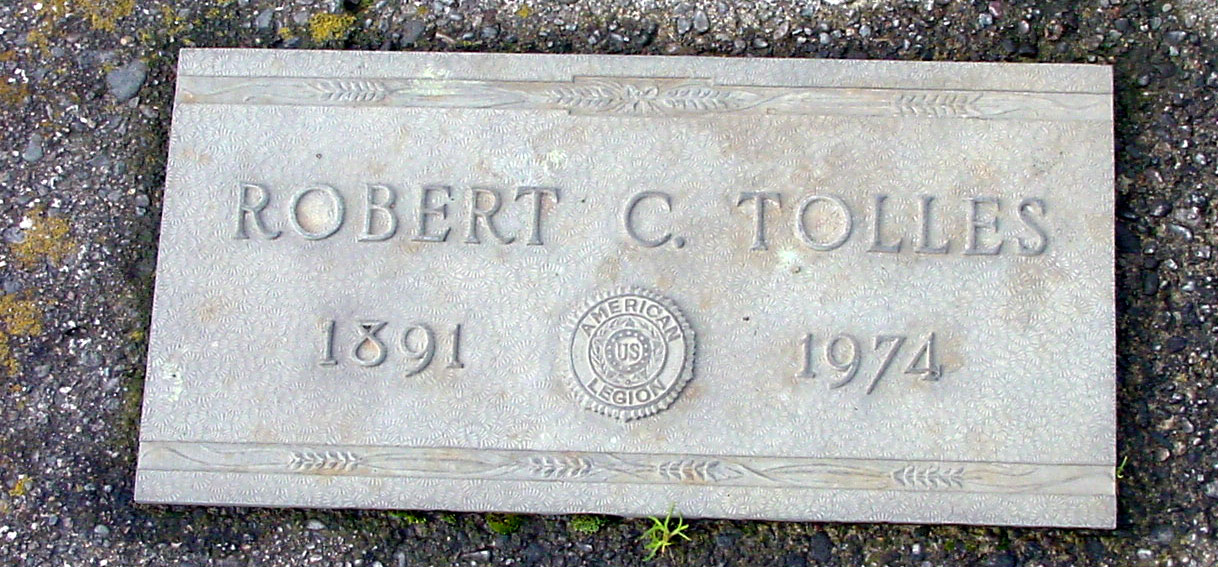 ROBERT C. TOLLES
1891 1974
AMERICAN
US
LEGION